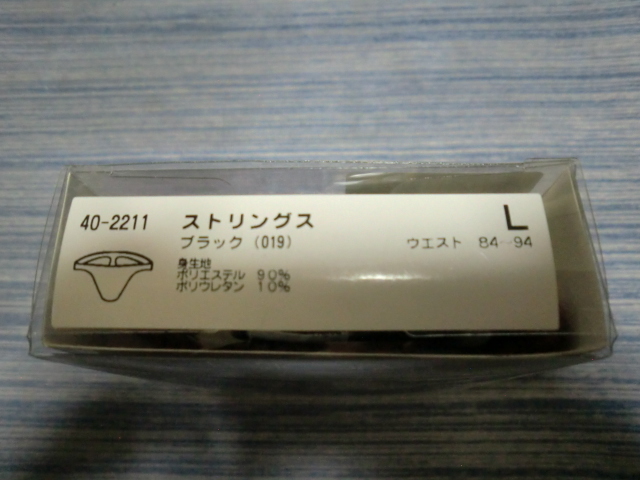 40-2211 ストリングス L
ブラック（019） ウエスト 84－94
身生地
ポリエステル 90%
ポリウレタン 10%